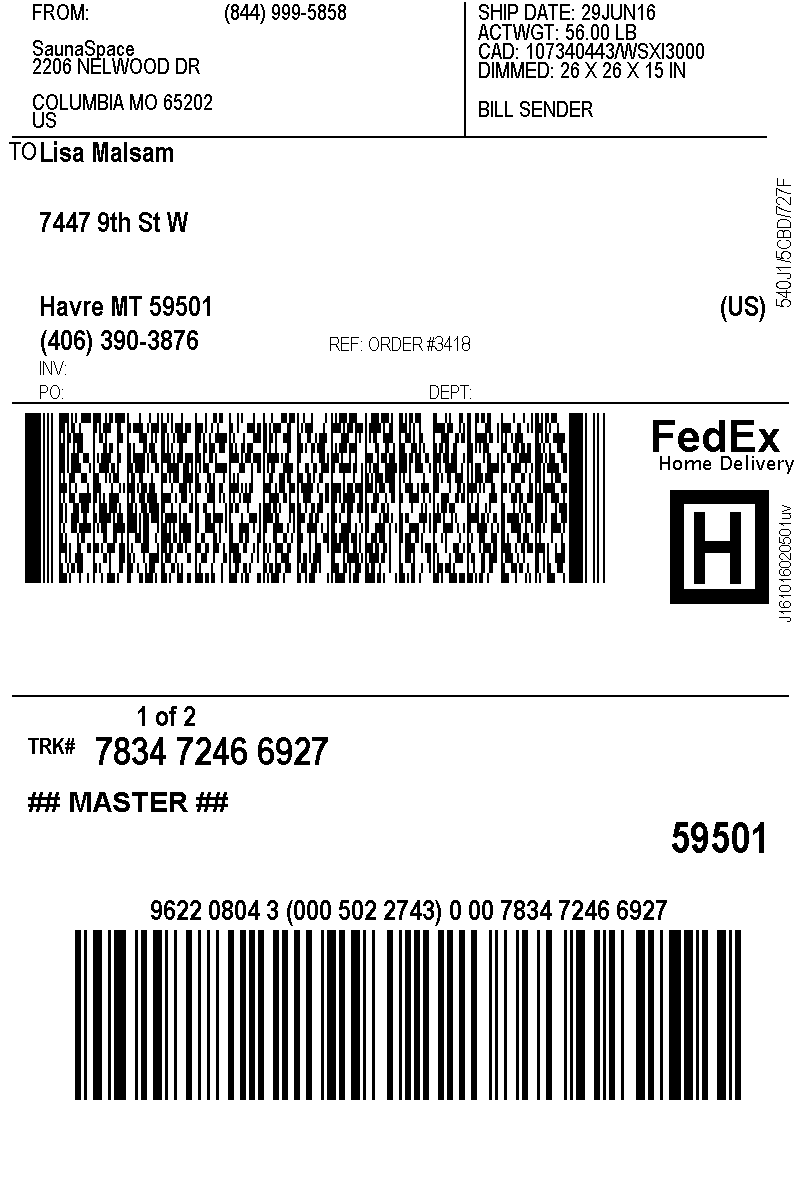 FROM: (844) 999-5858
SaunaSpace
2206 NELWOOD DR
COLUMBIA MO 65202
US
SHIP DATE: 29JUN16
ACTWGT: 56.00 LB
CAD: 107340443/WSXI3000
DIMMED: 26 X 26 X 15 IN
BILL SENDER
TO Lisa Malsam
7447 9th St W
Havre MT 59501 (US)
(406) 390-3876 REF: ORDER #3418
INV:
PO: DEPT:
540J1/5CBD/727F
FedEx
Home Delivery
H
J161016020501uv
1 of 2
TRK# 7834 7246 6927
## MASTER ##
59501
9622 0804 3 (000 502 2743) 0 00 7834 7246 6927